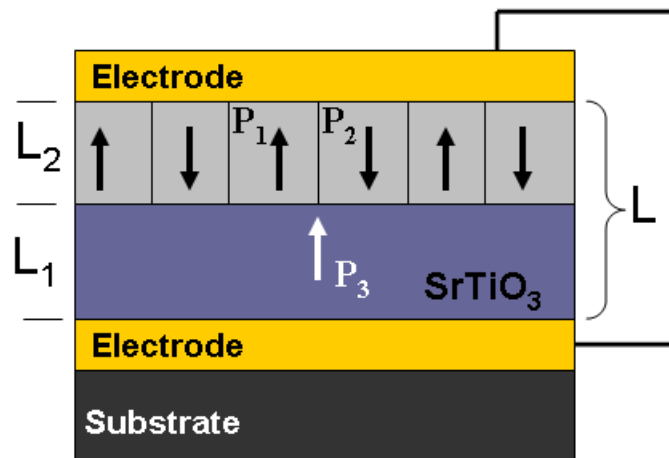 Electrode
L₂
P₁
P₂
L
L₁
P₃
SrTiO₃
Electrode
Substrate